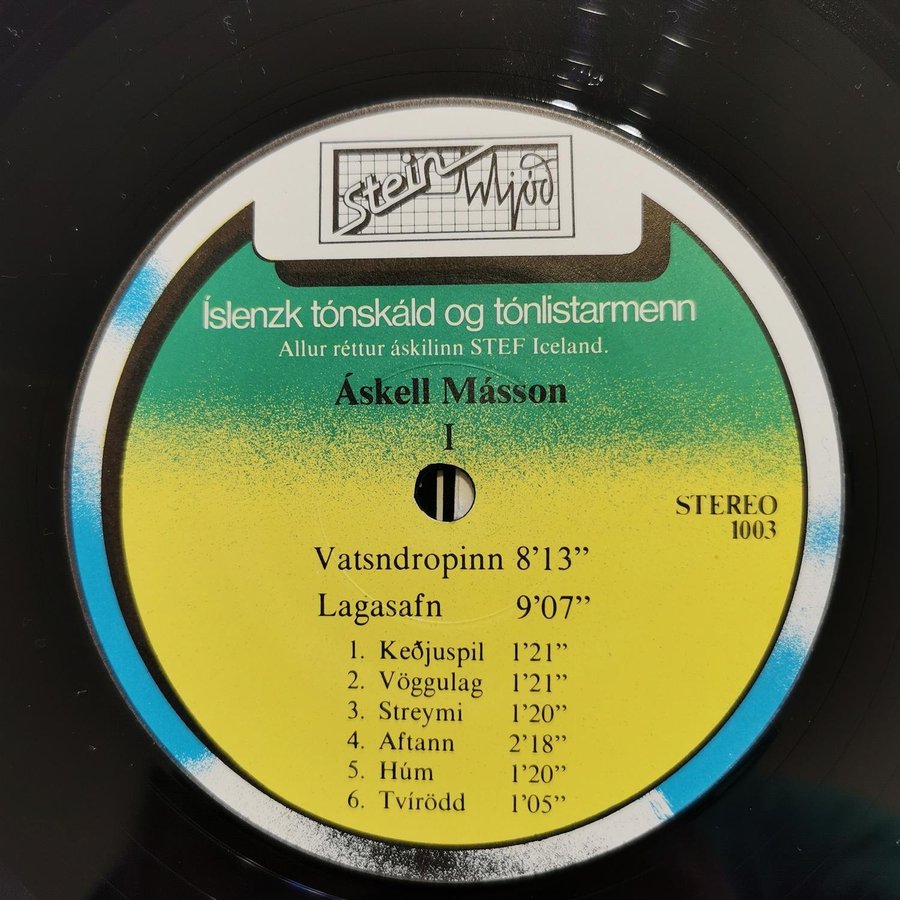 Stein hljóð
Íslenzk tónskáld og tónlistarmenn
Allur réttur áskilinn STEF Iceland.
Áskell Másson
I
STEREO
1003
Vatsndropinn 8’13”
Lagasafn 9’07”
1. Keðjuspil 1’21”
2. Vöggulag 1’21”
3. Streymi 1’20”
4. Aftann 2’18”
5. Húm 1’20”
6. Tvírödd 1’05”